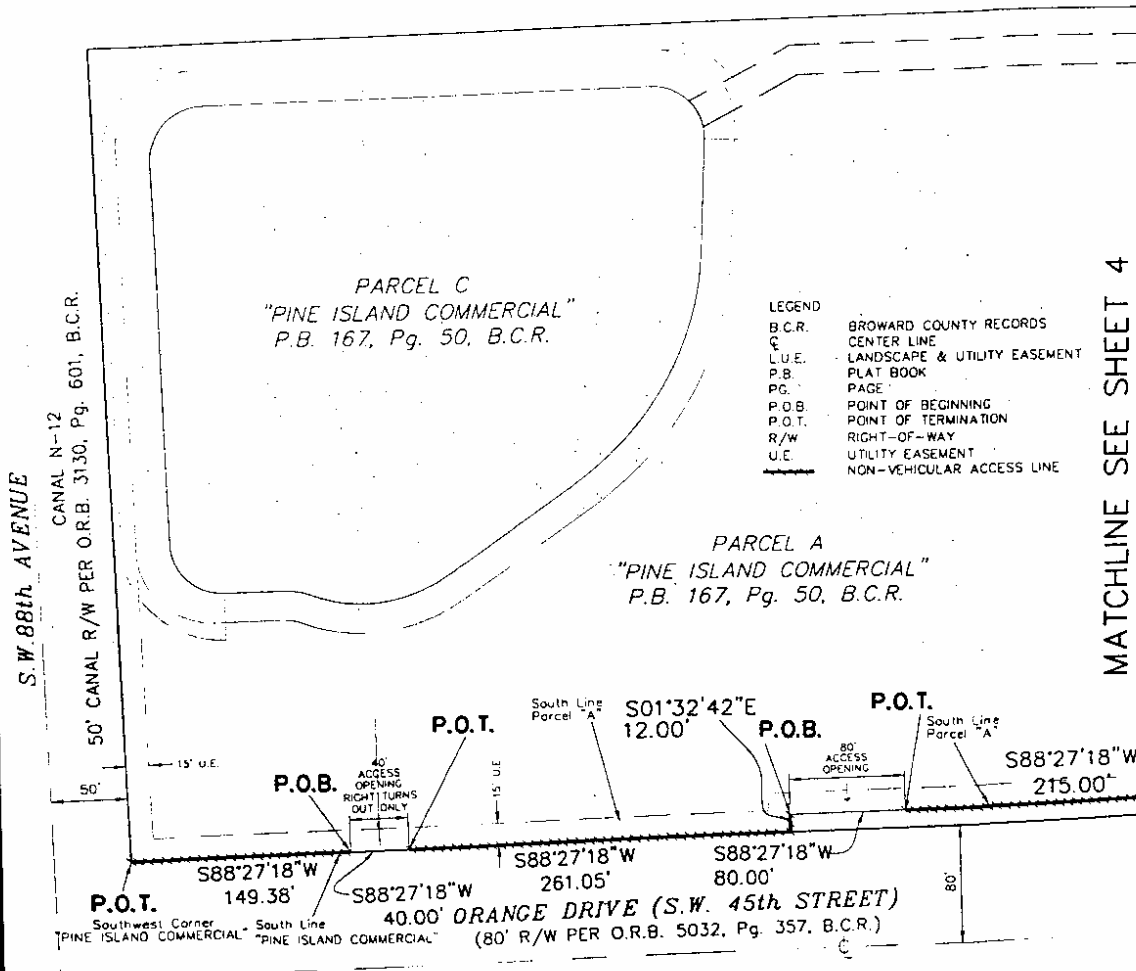 PARCEL C
"PINE ISLAND COMMERCIAL"
P.B. 167, Pg. 50, B.C.R.
LEGEND
B.C.R. BROWARD COUNTY RECORDS
℄ CENTER LINE
L.U.E. LANDSCAPE & UTILITY EASEMENT
P.B. PLAT BOOK
PG. PAGE
P.O.B. POINT OF BEGINNING
P.O.T. POINT OF TERMINATION
R/W RIGHT-OF-WAY
U.E. UTILITY EASEMENT
NON-VEHICULAR ACCESS LINE
MATCHLINE SEE SHEET 4
S.W.88th AVENUE
CANAL N-12
50' CANAL R/W PER O.R.B. 3130, Pg. 601, B.C.R.
PARCEL A
"PINE ISLAND COMMERCIAL"
P.B. 167, Pg. 50, B.C.R.
15' U.E.
50'
P.O.B.
40'
ACCESS
OPENING
RIGHT TURNS
OUT ONLY
P.O.T.
15' U.E
South Line
Parcel "A"
S01°32'42"E
12.00'
P.O.B.
80'
ACCESS
OPENING
P.O.T.
South Line
Parcel "A"
S88°27'18"W
215.00'
S88°27'18"W
149.38'
S88°27'18"W
40.00'
S88°27'18"W
261.05'
S88°27'18"W
80.00'
80'
P.O.T.
Southwest Corner
"PINE ISLAND COMMERCIAL"
South Line
"PINE ISLAND COMMERCIAL"
ORANGE DRIVE (S.W. 45th STREET)
(80' R/W PER O.R.B. 5032, Pg. 357, B.C.R.)
℄